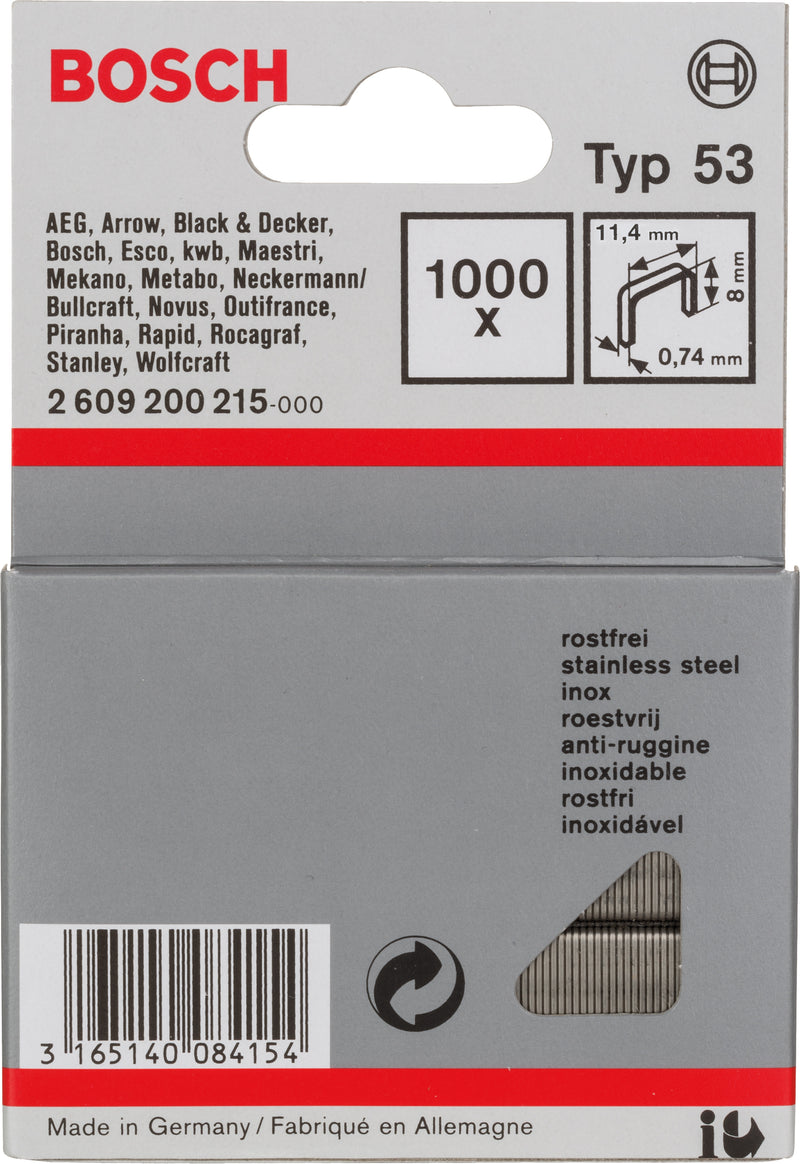 BOSCH
Typ 53
AEG, Arrow, Black & Decker,
Bosch, Esco, kwb, Maestri,
Mekano, Metabo, Neckermann/
Bullcraft, Novus, Outifrance,
Piranha, Rapid, Rocagraf,
Stanley, Wolfcraft
2 609 200 215-000
1000
x
11,4 mm
8 mm
0,74 mm
rostfrei
stainless steel
inox
roestvrij
anti-ruggine
inoxidable
rostfri
inoxidável
3 165140 084154
Made in Germany / Fabriqué en Allemagne